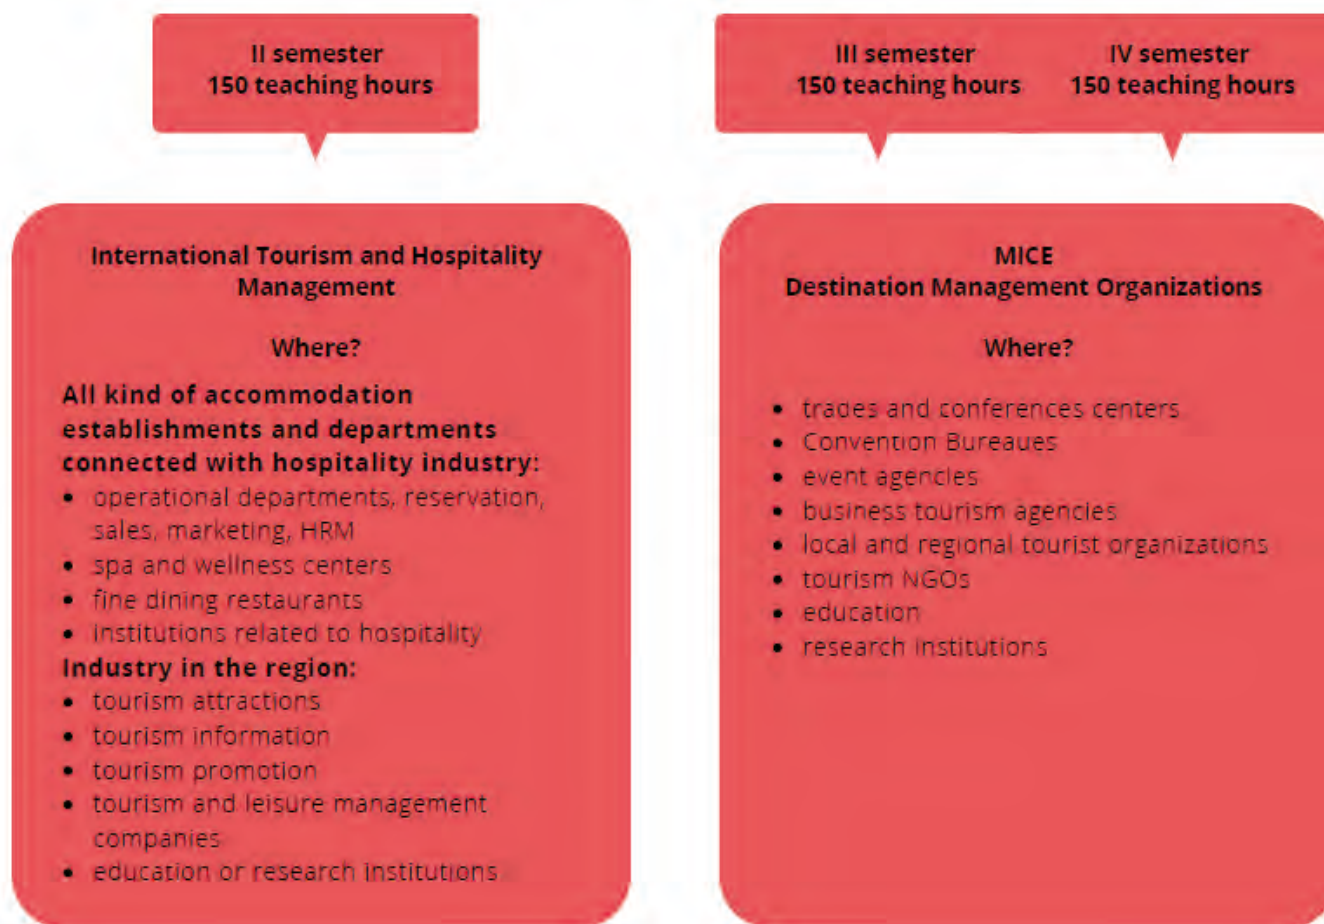 II semester
150 teaching hours
III semester
150 teaching hours
IV semester
150 teaching hours
International Tourism and Hospitality
Management
Where?
All kind of accommodation
establishments and departments
connected with hospitality industry:
• operational departments, reservation,
sales, marketing, HRM
• spa and wellness centers
• fine dining restaurants
• institutions related to hospitality
Industry in the region:
• tourism attractions
• tourism information
• tourism promotion
• tourism and leisure management
companies
• education or research institutions
MICE
Destination Management Organizations
Where?
• trades and conferences centers
• Convention Bureaues
• event agencies
• business tourism agencies
• local and regional tourist organizations
• tourism NGOs
• education
• research institutions